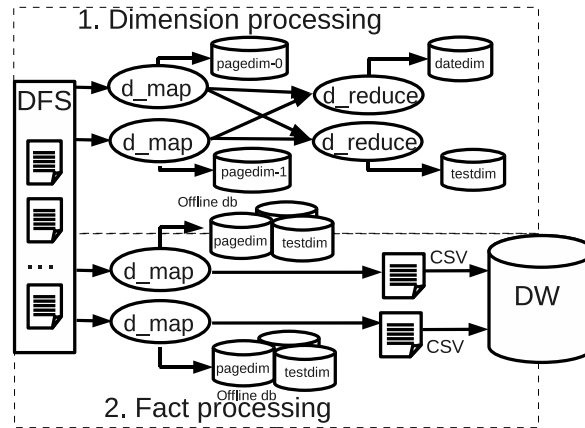 1. Dimension processing
pagedim-0
datedim
DFS
d_map
d_reduce
d_map
d_reduce
pagedim-1
testdim
Offline db
pagedim
testdim
...
d_map
CSV
DW
d_map
CSV
pagedim
testdim
Offline db
2. Fact processing